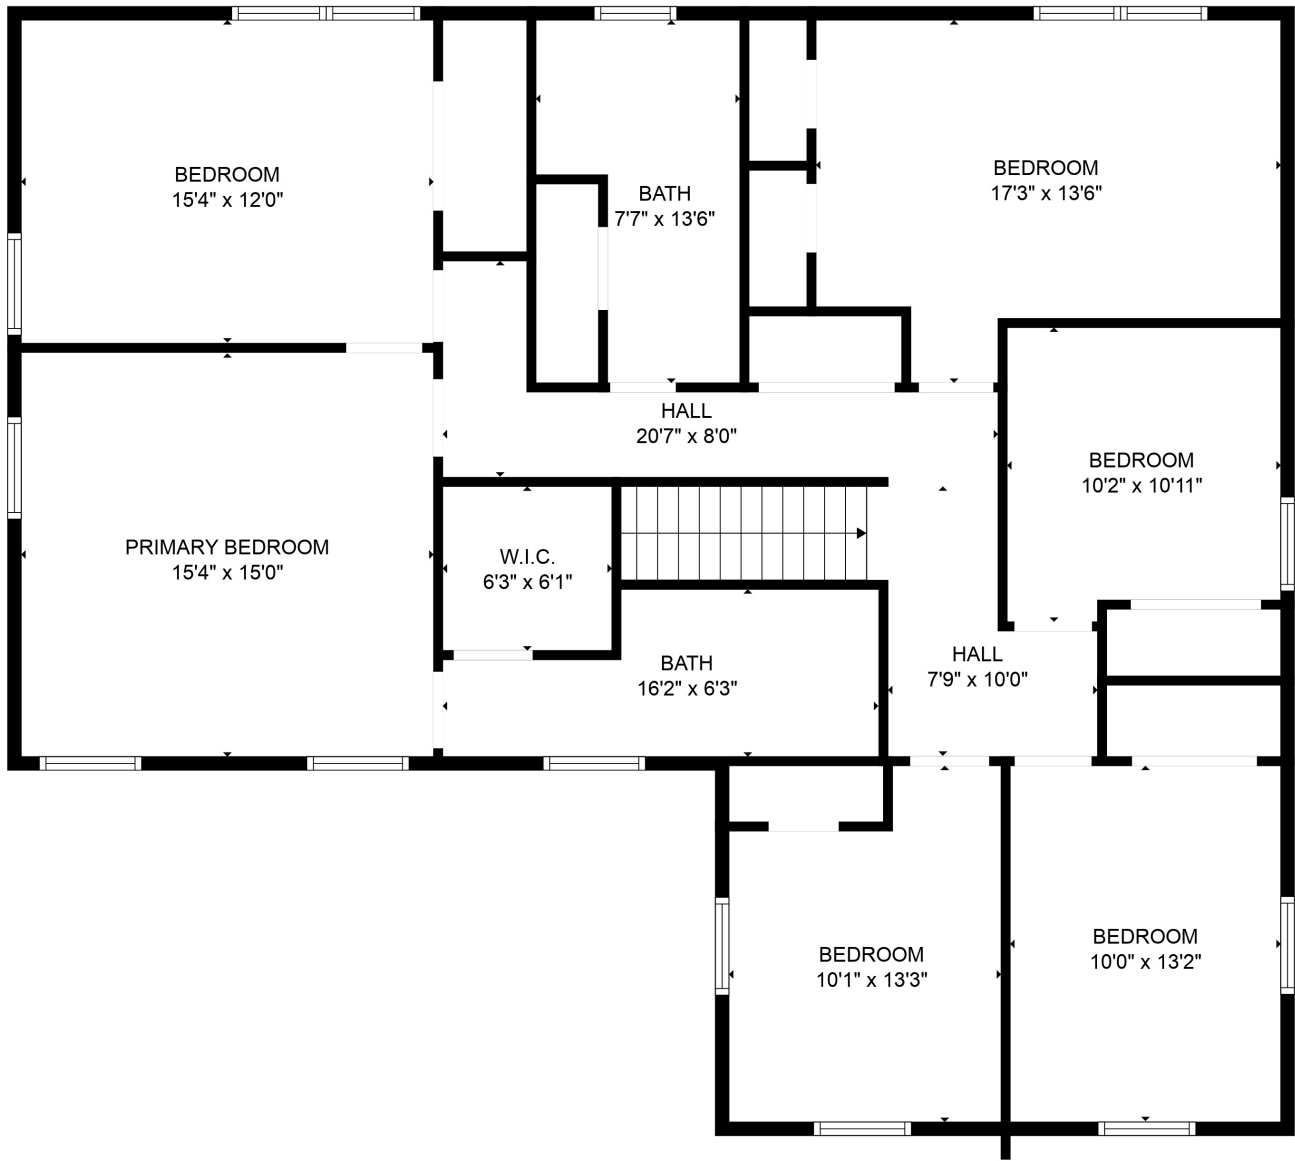 BEDROOM
15'4" x 12'0"
BATH
7'7" x 13'6"
BEDROOM
17'3" x 13'6"
HALL
20'7" x 8'0"
BEDROOM
10'2" x 10'11"
PRIMARY BEDROOM
15'4" x 15'0"
W.I.C.
6'3" x 6'1"
BATH
16'2" x 6'3"
HALL
7'9" x 10'0"
BEDROOM
10'1" x 13'3"
BEDROOM
10'0" x 13'2"